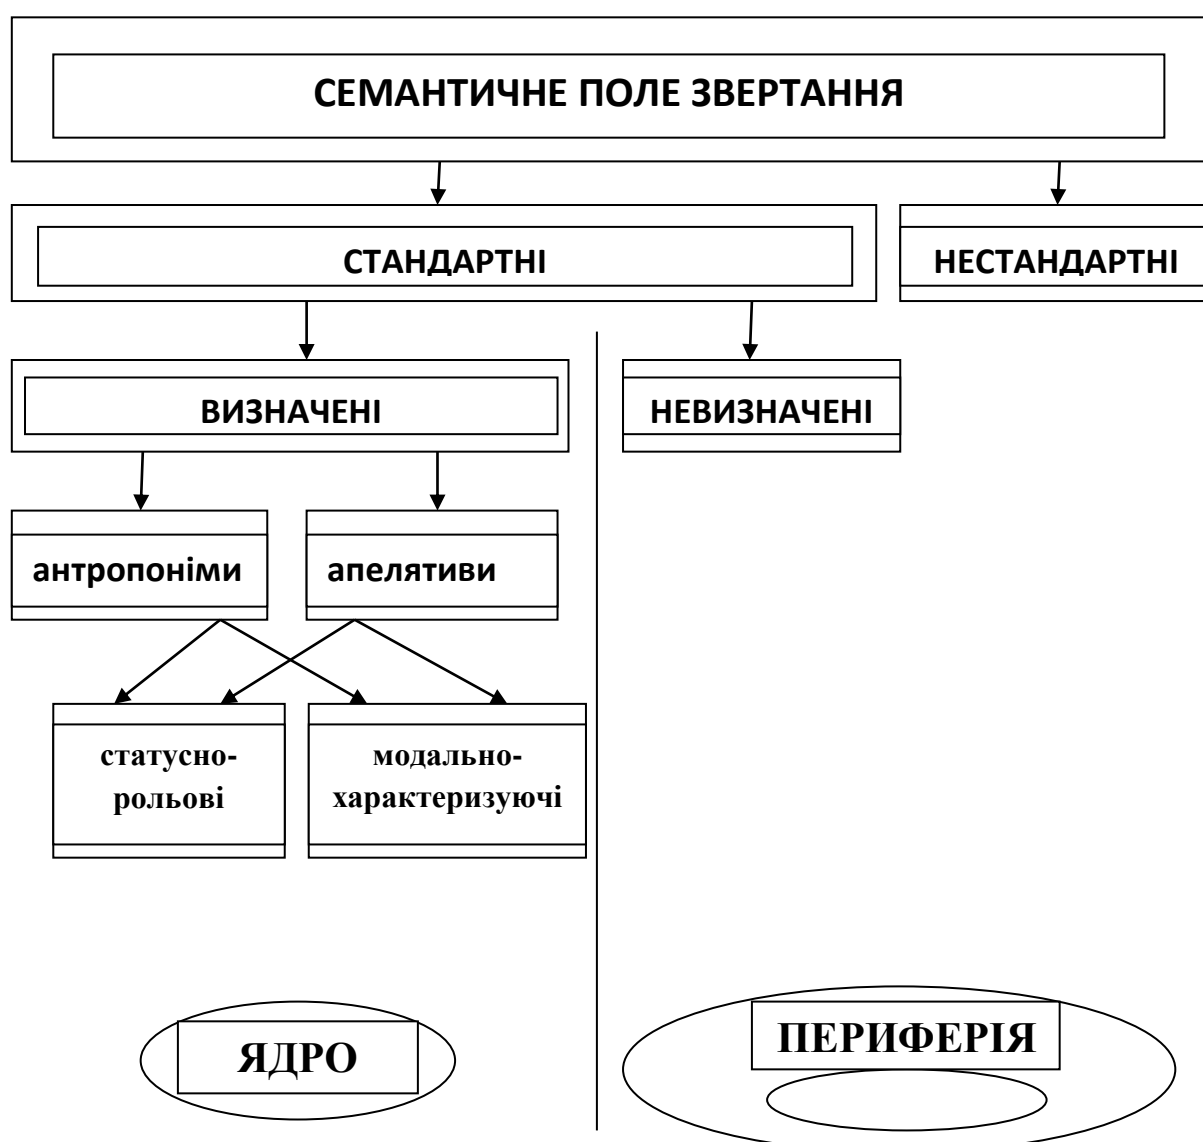 СЕМАНТИЧНЕ ПОЛЕ ЗВЕРТАННЯ
СТАНДАРТНІ
НЕСТАНДАРТНІ
ВИЗНАЧЕНІ
НЕВИЗНАЧЕНІ
антропоніми
апелятиви
статусно-
рольові
модально-
характеризуючі
ЯДРО
ПЕРИФЕРІЯ